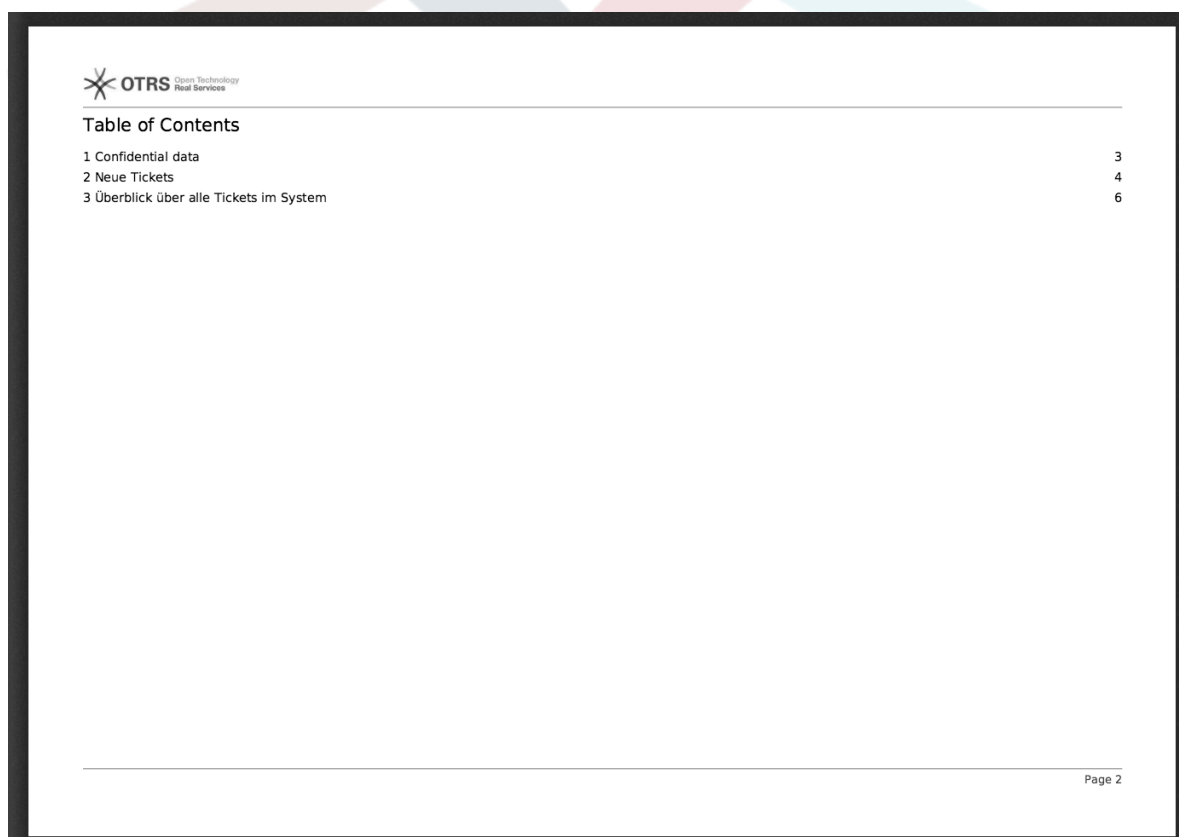 OTRS Open Technology
Real Services
Table of Contents
1 Confidential data 3
2 Neue Tickets 4
3 Überblick über alle Tickets im System 6
Page 2